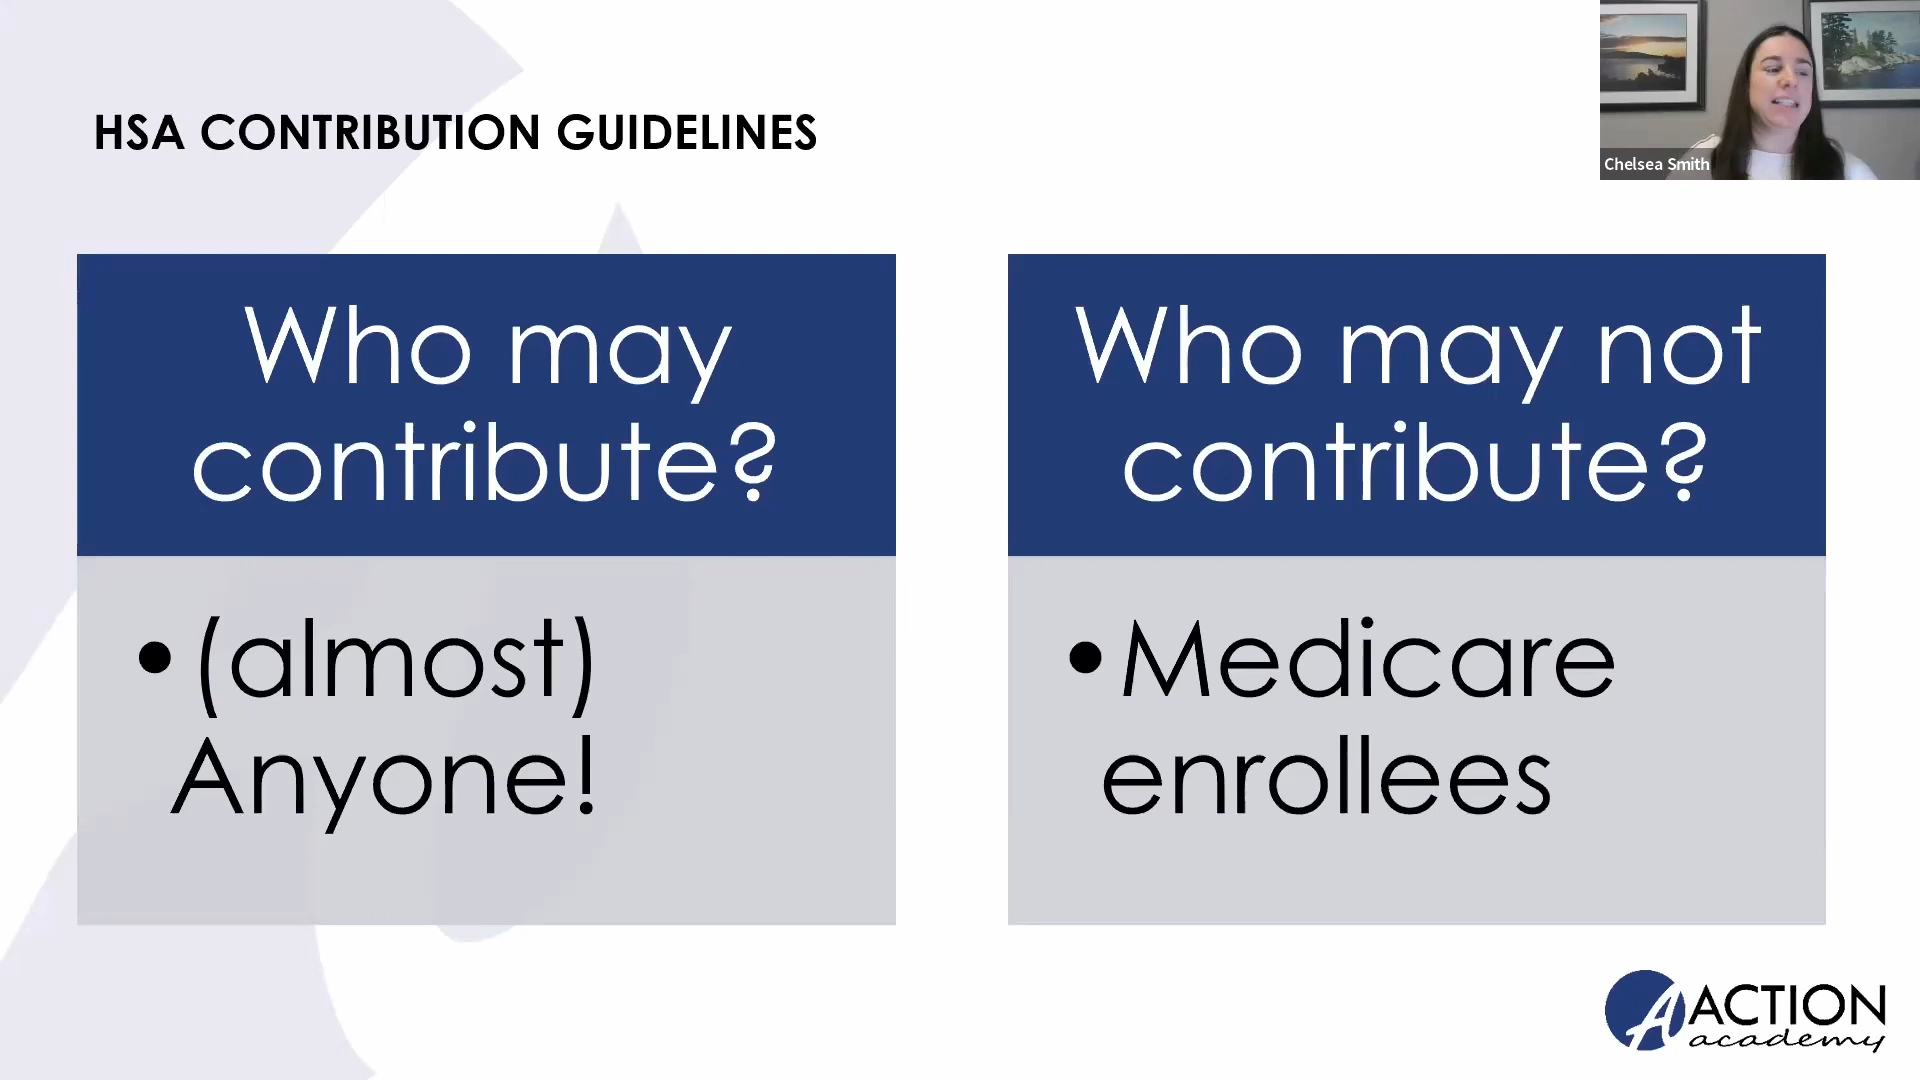 HSA CONTRIBUTION GUIDELINES
Chelsea Smith
Who may
contribute?
• (almost)
Anyone!
Who may not
contribute?
• Medicare
enrollees
A ACTION
academy